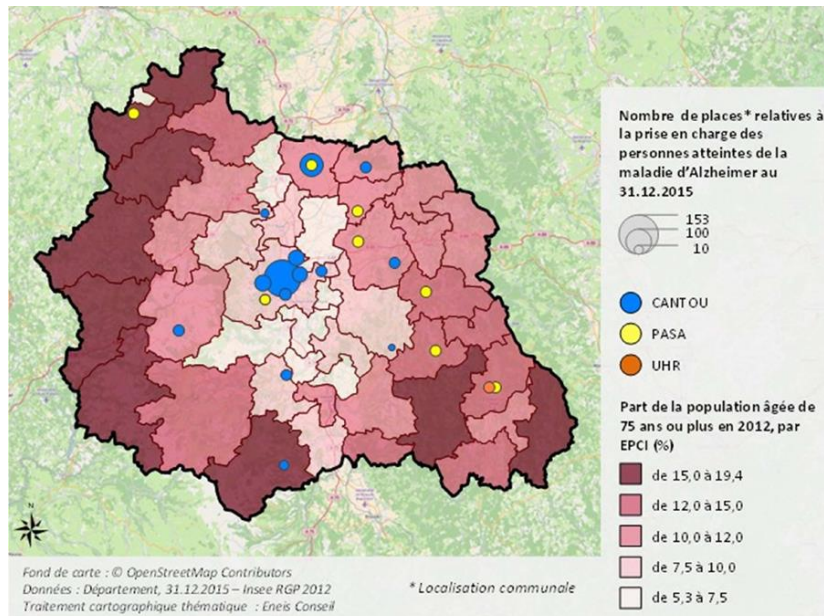 Nombre de places* relatives à
la prise en charge des
personnes atteintes de la
maladie d'Alzheimer au
31.12.2015
153
100
10
CANTOU
PASA
UHR
Part de la population âgée de
75 ans ou plus en 2012, par
EPCI (%)
de 15,0 à 19,4
de 12,0 à 15,0
de 10,0 à 12,0
de 7,5 à 10,0
de 5,3 à 7,5
N
Fond de carte : © OpenStreetMap Contributors
Données : Département, 31.12.2015 – Insee RGP 2012
Traitement cartographique thématique : Eneis Conseil
* Localisation communale